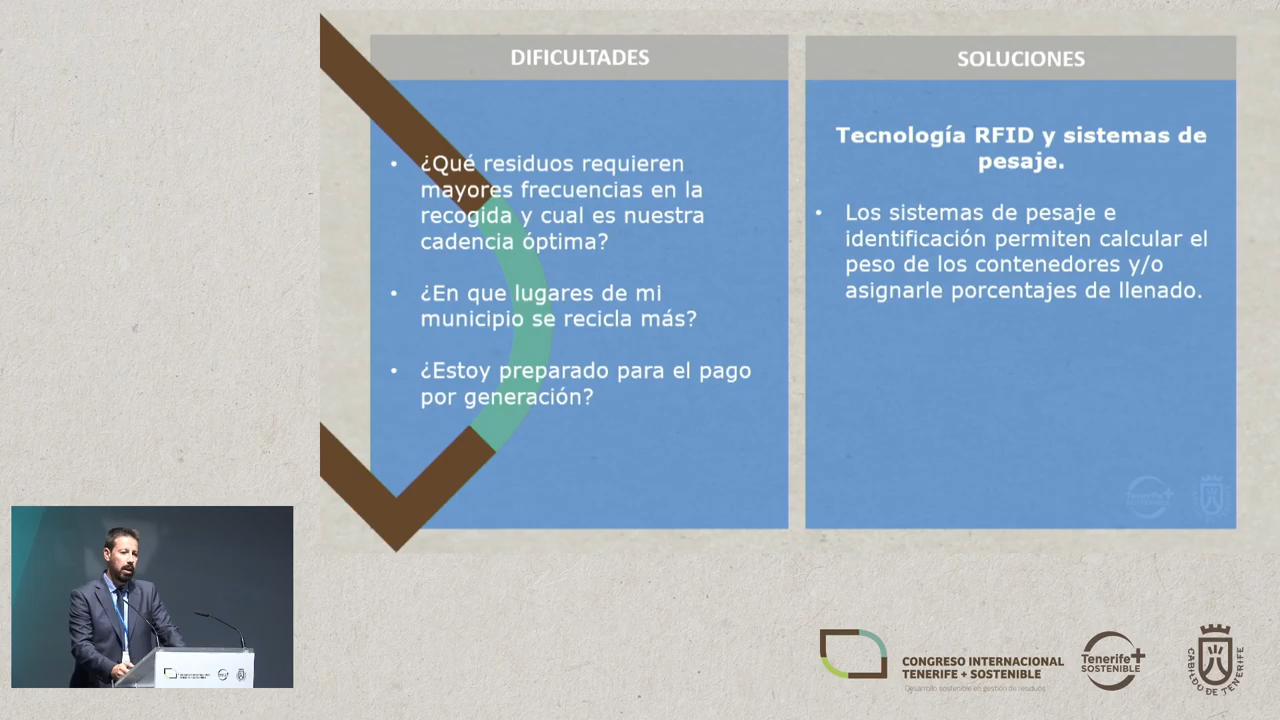 DIFICULTADES
• ¿Qué residuos requieren
mayores frecuencias en la
recogida y cual es nuestra
cadencia óptima?
• ¿En que lugares de mi
municipio se recicla más?
• ¿Estoy preparado para el pago
por generación?
SOLUCIONES
Tecnología RFID y sistemas de
pesaje.
• Los sistemas de pesaje e
identificación permiten calcular el
peso de los contenedores y/o
asignarle porcentajes de llenado.
Tenerife+
CONGRESO INTERNACIONAL
TENERIFE + SOSTENIBLE
Desarrollo sostenible en gestión de residuos
Tenerife+
SOSTENIBLE
CABILDO DE TENERIFE